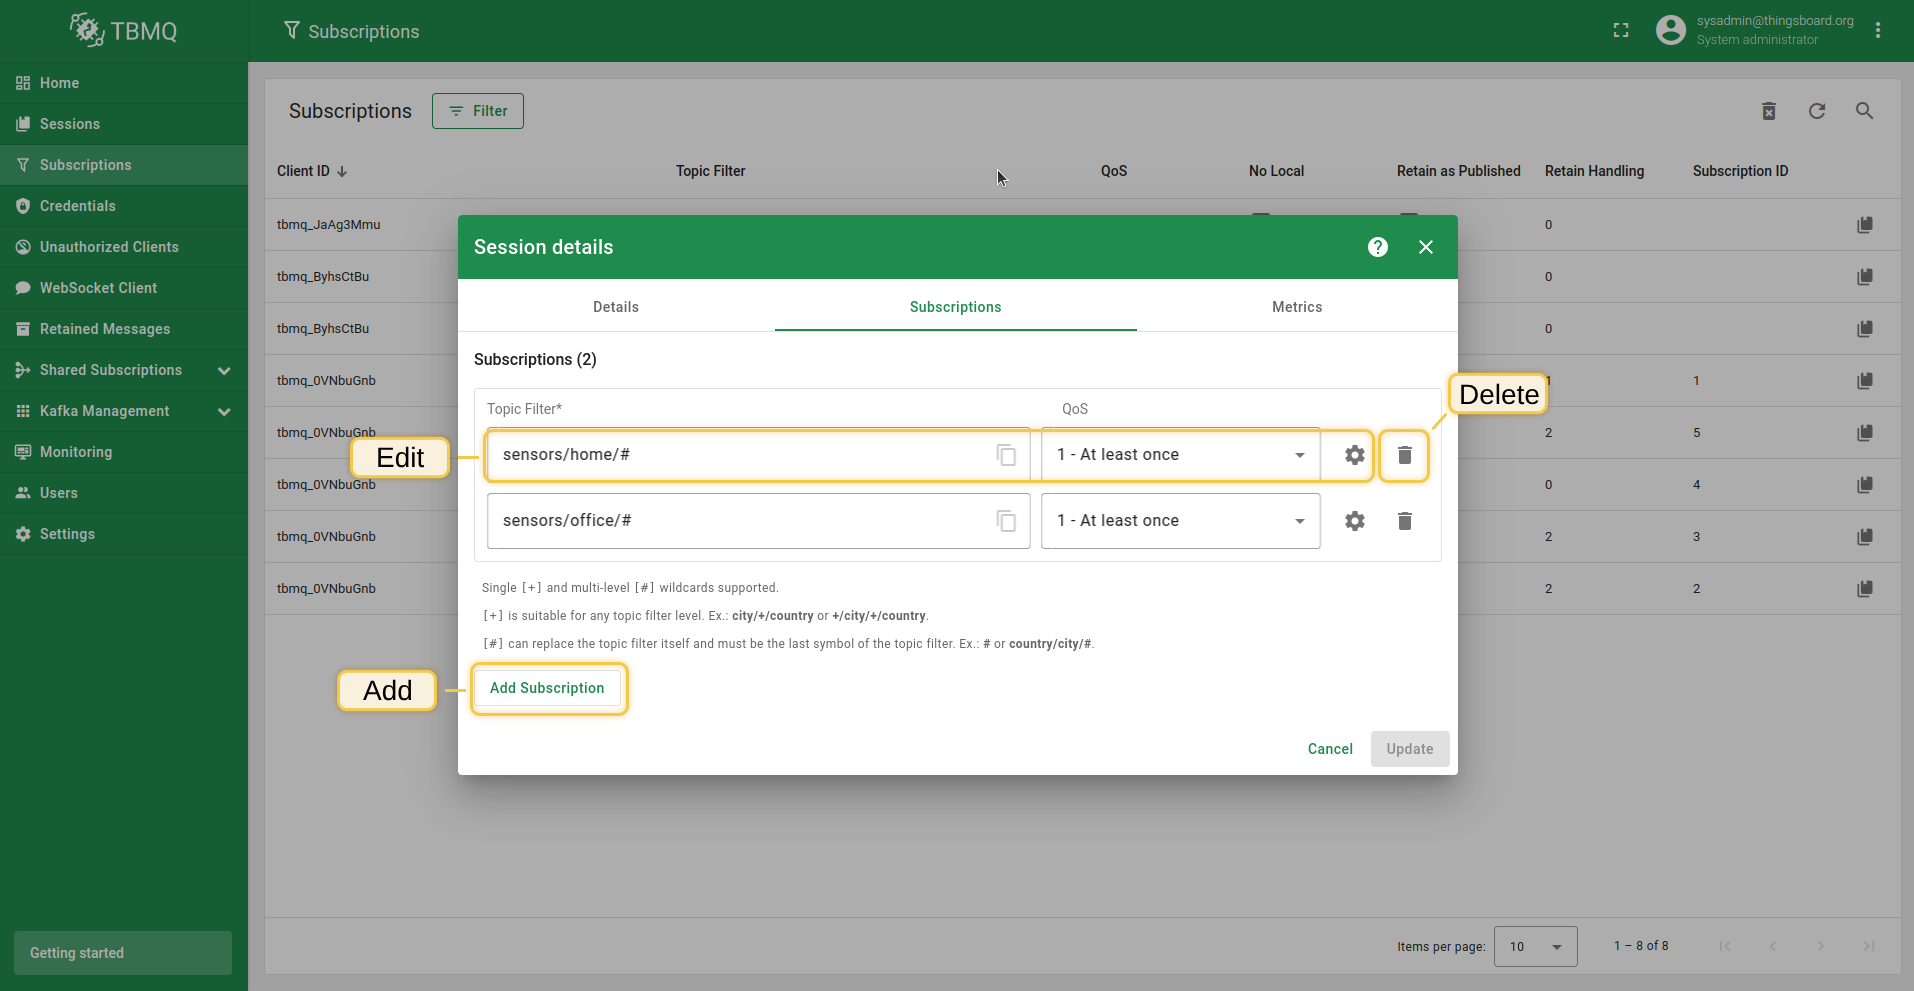 TBMQ
Subscriptions
sysadmin@thingsboard.org
System administrator
Home
Sessions
Subscriptions
Credentials
Unauthorized Clients
WebSocket Client
Retained Messages
Shared Subscriptions
Kafka Management
Monitoring
Users
Settings
Getting started
Subscriptions Filter
Client ID Topic Filter QoS No Local Retain as Published Retain Handling Subscription ID
tbmq_JaAg3Mmu 0
tbmq_ByhsCtBu 0
tbmq_ByhsCtBu 0
tbmq_0VNbuGnb 1 1
tbmq_0VNbuGnb 2 5
tbmq_0VNbuGnb 0 4
tbmq_0VNbuGnb 2 3
tbmq_0VNbuGnb 2 2
Session details
Details Subscriptions Metrics
Subscriptions (2)
Delete
Topic Filter* QoS
Edit
sensors/home/# 1 - At least once
sensors/office/# 1 - At least once
Single [+] and multi-level [#] wildcards supported.
[+] is suitable for any topic filter level. Ex.: city/+/country or +/city/+/country.
[#] can replace the topic filter itself and must be the last symbol of the topic filter. Ex.: # or country/city/#.
Add
Add Subscription
Cancel Update
Items per page: 10 1 – 8 of 8